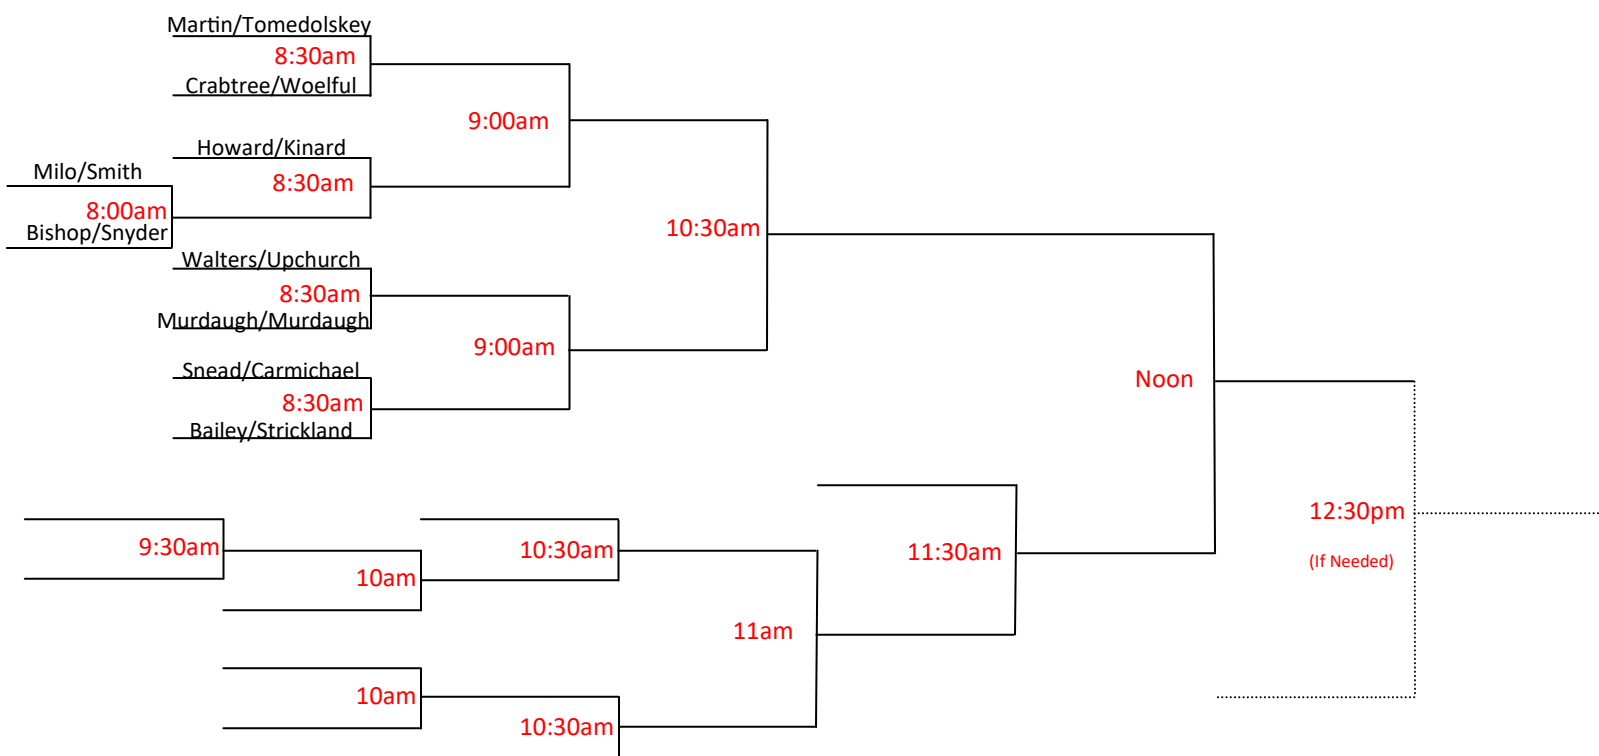 Martin/Tomedolskey
8:30am
Crabtree/Woelful
9:00am
Howard/Kinard
Milo/Smith
8:30am
8:00am
Bishop/Snyder
10:30am
Walters/Upchurch
8:30am
Murdaugh/Murdaugh
9:00am
Snead/Carmichael
8:30am
Bailey/Strickland
Noon
12:30pm
(If Needed)
9:30am
10:30am
11:30am
10am
11am
10am
10:30am